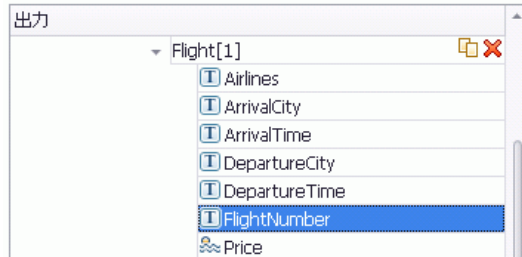 出力
Flight[1]
Airlines
ArrivalCity
ArrivalTime
DepartureCity
DepartureTime
FlightNumber
Price